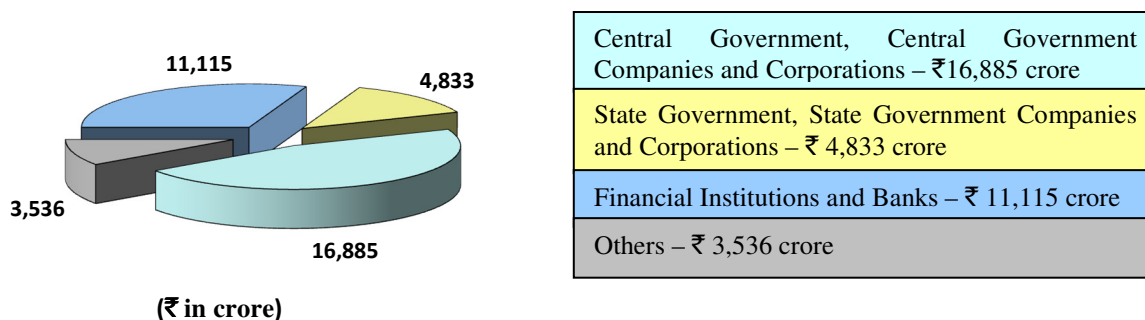 11,115
4,833
3,536
16,885
(₹ in crore)
Central Government, Central Government
Companies and Corporations – ₹16,885 crore
State Government, State Government Companies
and Corporations – ₹ 4,833 crore
Financial Institutions and Banks – ₹ 11,115 crore
Others – ₹ 3,536 crore